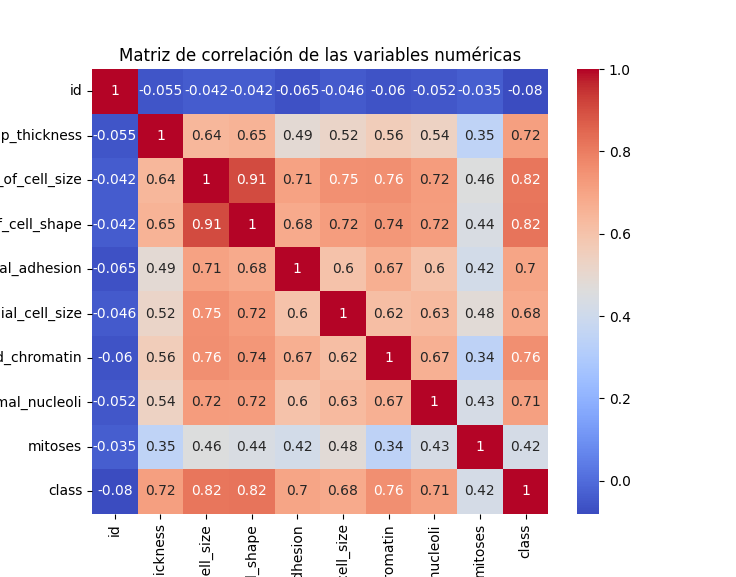 Matriz de correlación de las variables numéricas
id 1 -0.055 -0.042 -0.042 -0.065 -0.046 -0.06 -0.052 -0.035 -0.08
p_thickness -0.055 1 0.64 0.65 0.49 0.52 0.56 0.54 0.35 0.72
_of_cell_size -0.042 0.64 1 0.91 0.71 0.75 0.76 0.72 0.46 0.82
f_cell_shape -0.042 0.65 0.91 1 0.68 0.72 0.74 0.72 0.44 0.82
al_adhesion -0.065 0.49 0.71 0.68 1 0.6 0.67 0.6 0.42 0.7
ial_cell_size -0.046 0.52 0.75 0.72 0.6 1 0.62 0.63 0.48 0.68
d_chromatin -0.06 0.56 0.76 0.74 0.67 0.62 1 0.67 0.34 0.76
mal_nucleoli -0.052 0.54 0.72 0.72 0.6 0.63 0.67 1 0.43 0.71
mitoses -0.035 0.35 0.46 0.44 0.42 0.48 0.34 0.43 1 0.42
class -0.08 0.72 0.82 0.82 0.7 0.68 0.76 0.71 0.42 1
id
ickness
ell_size
l_shape
dhesion
cell_size
romatin
nucleoli
mitoses
class
1.0
0.8
0.6
0.4
0.2
0.0